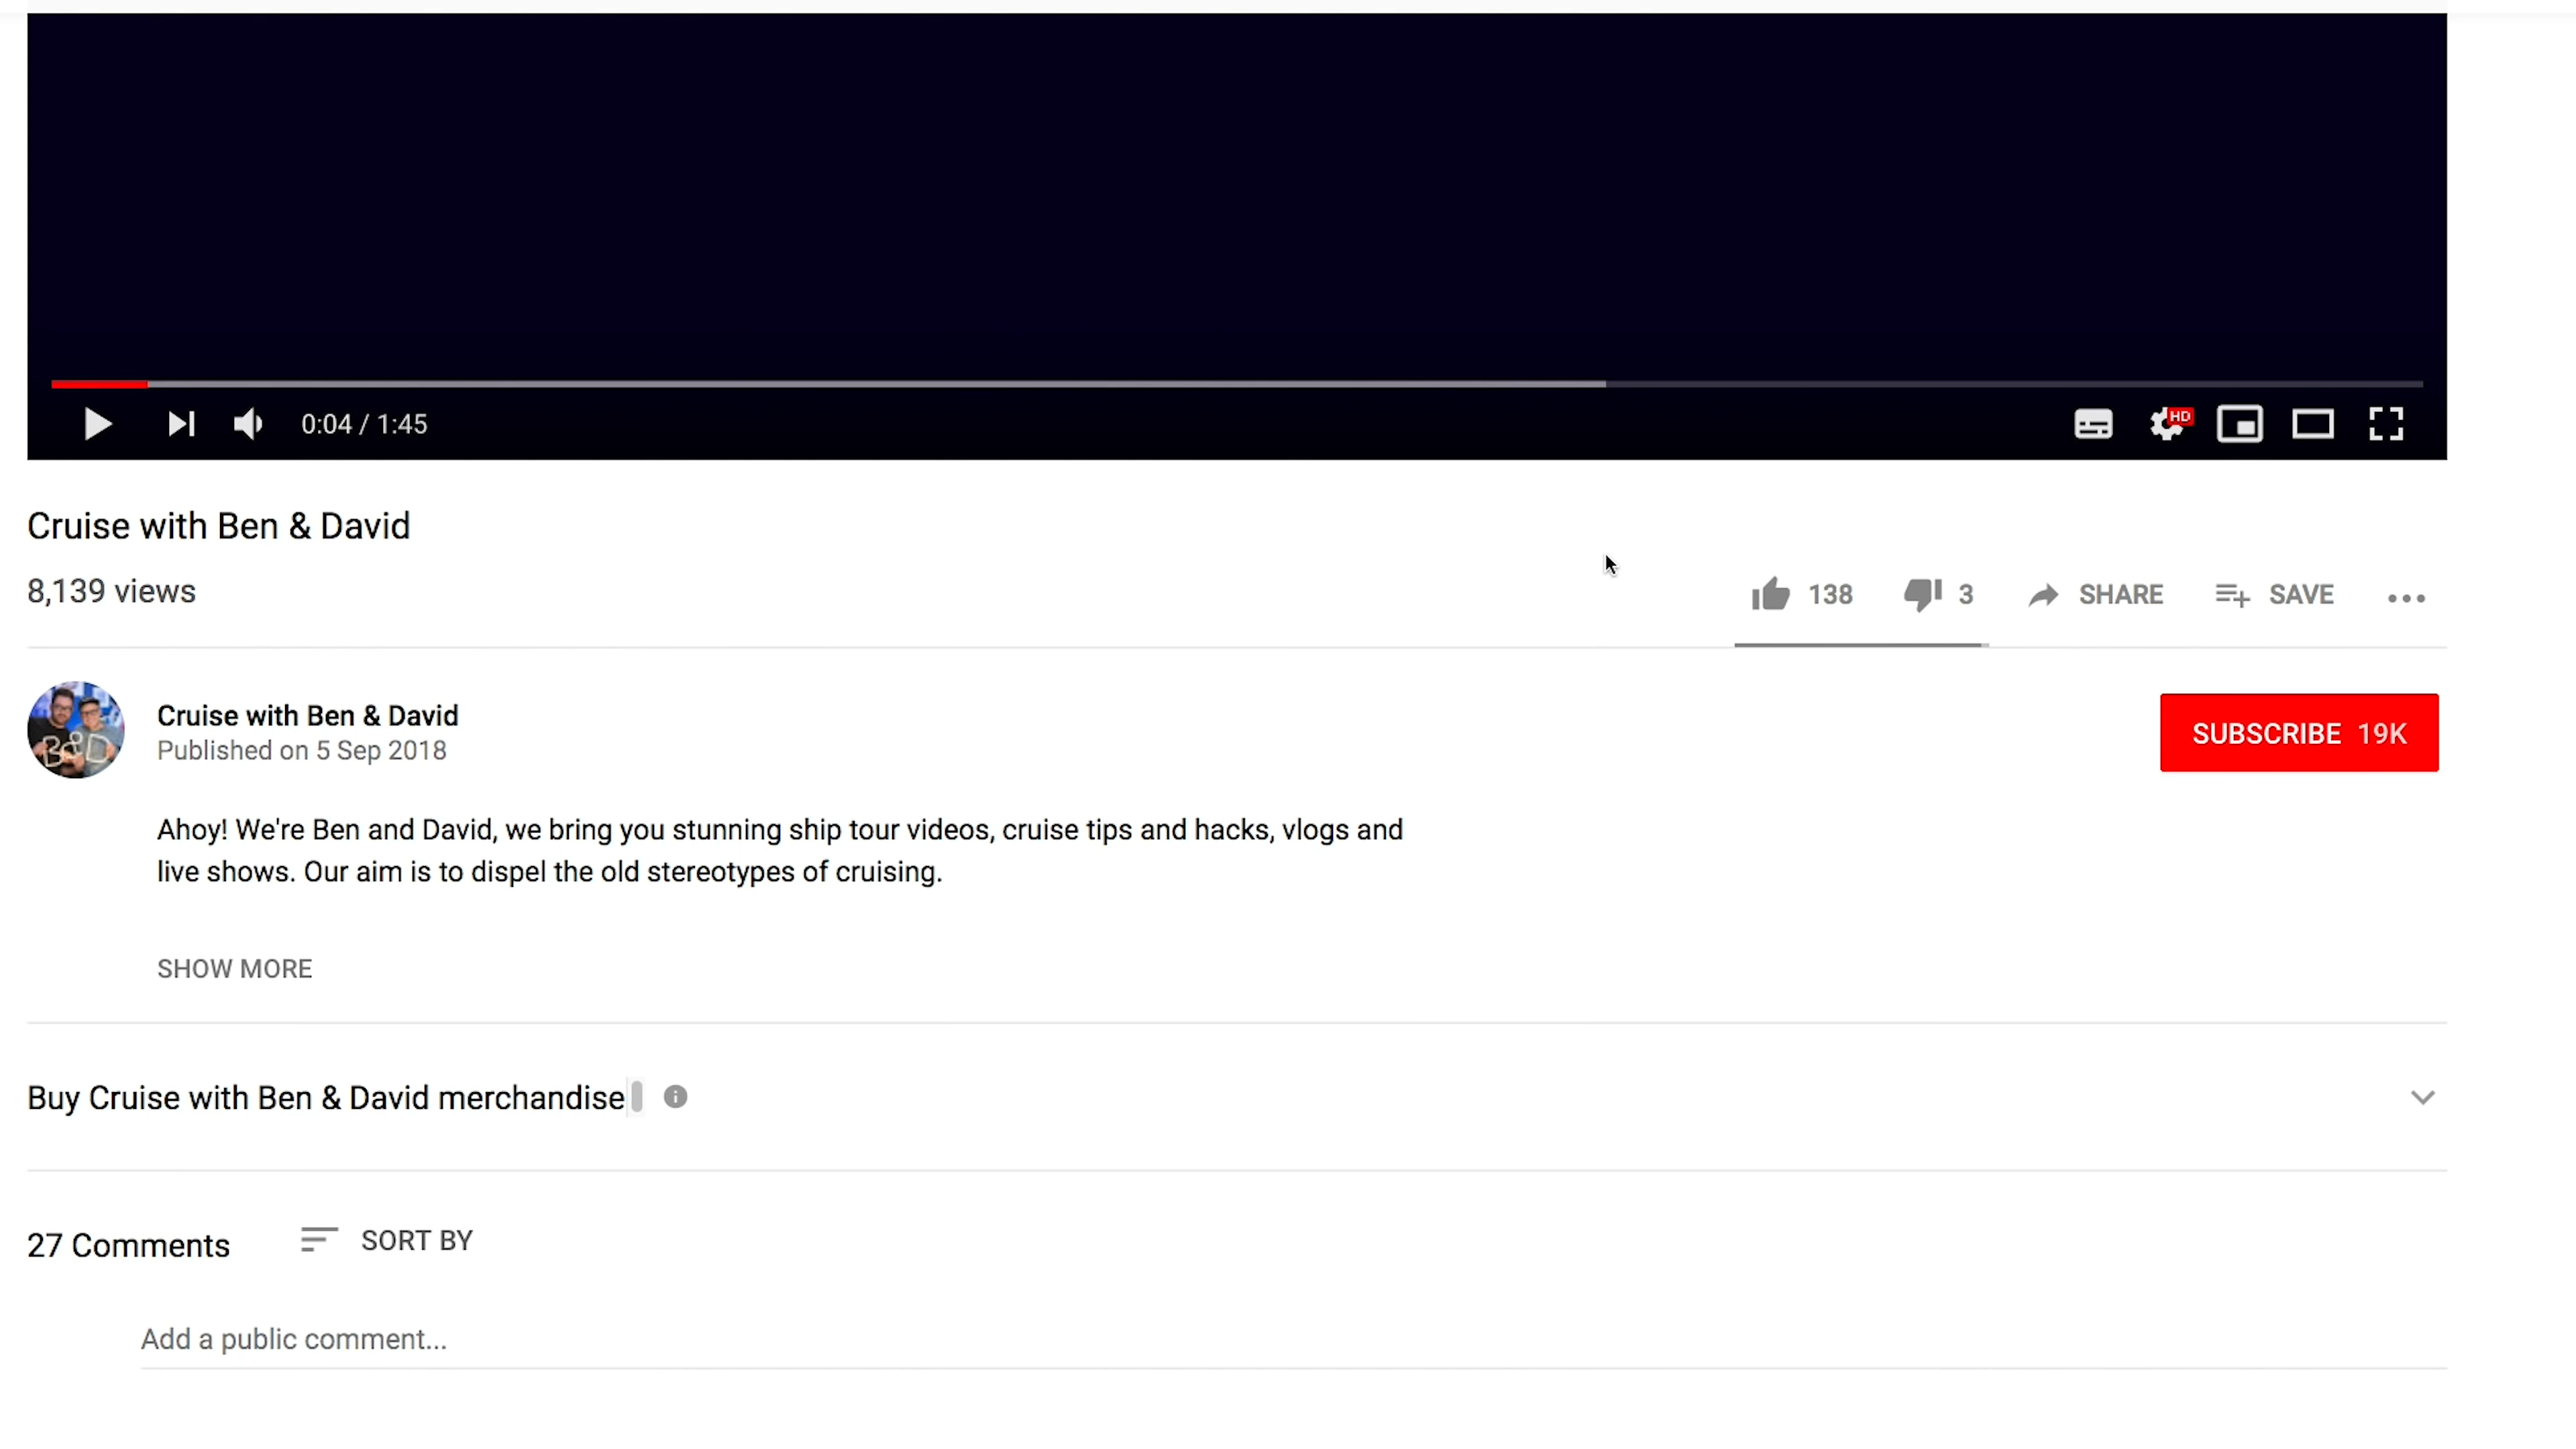 0:04 / 1:45
HD
Cruise with Ben & David
8,139 views
138
3
SHARE
SAVE
B&D
Cruise with Ben & David
Published on 5 Sep 2018
SUBSCRIBE 19K
Ahoy! We're Ben and David, we bring you stunning ship tour videos, cruise tips and hacks, vlogs and
live shows. Our aim is to dispel the old stereotypes of cruising.
SHOW MORE
Buy Cruise with Ben & David merchandise
27 Comments
SORT BY
Add a public comment...